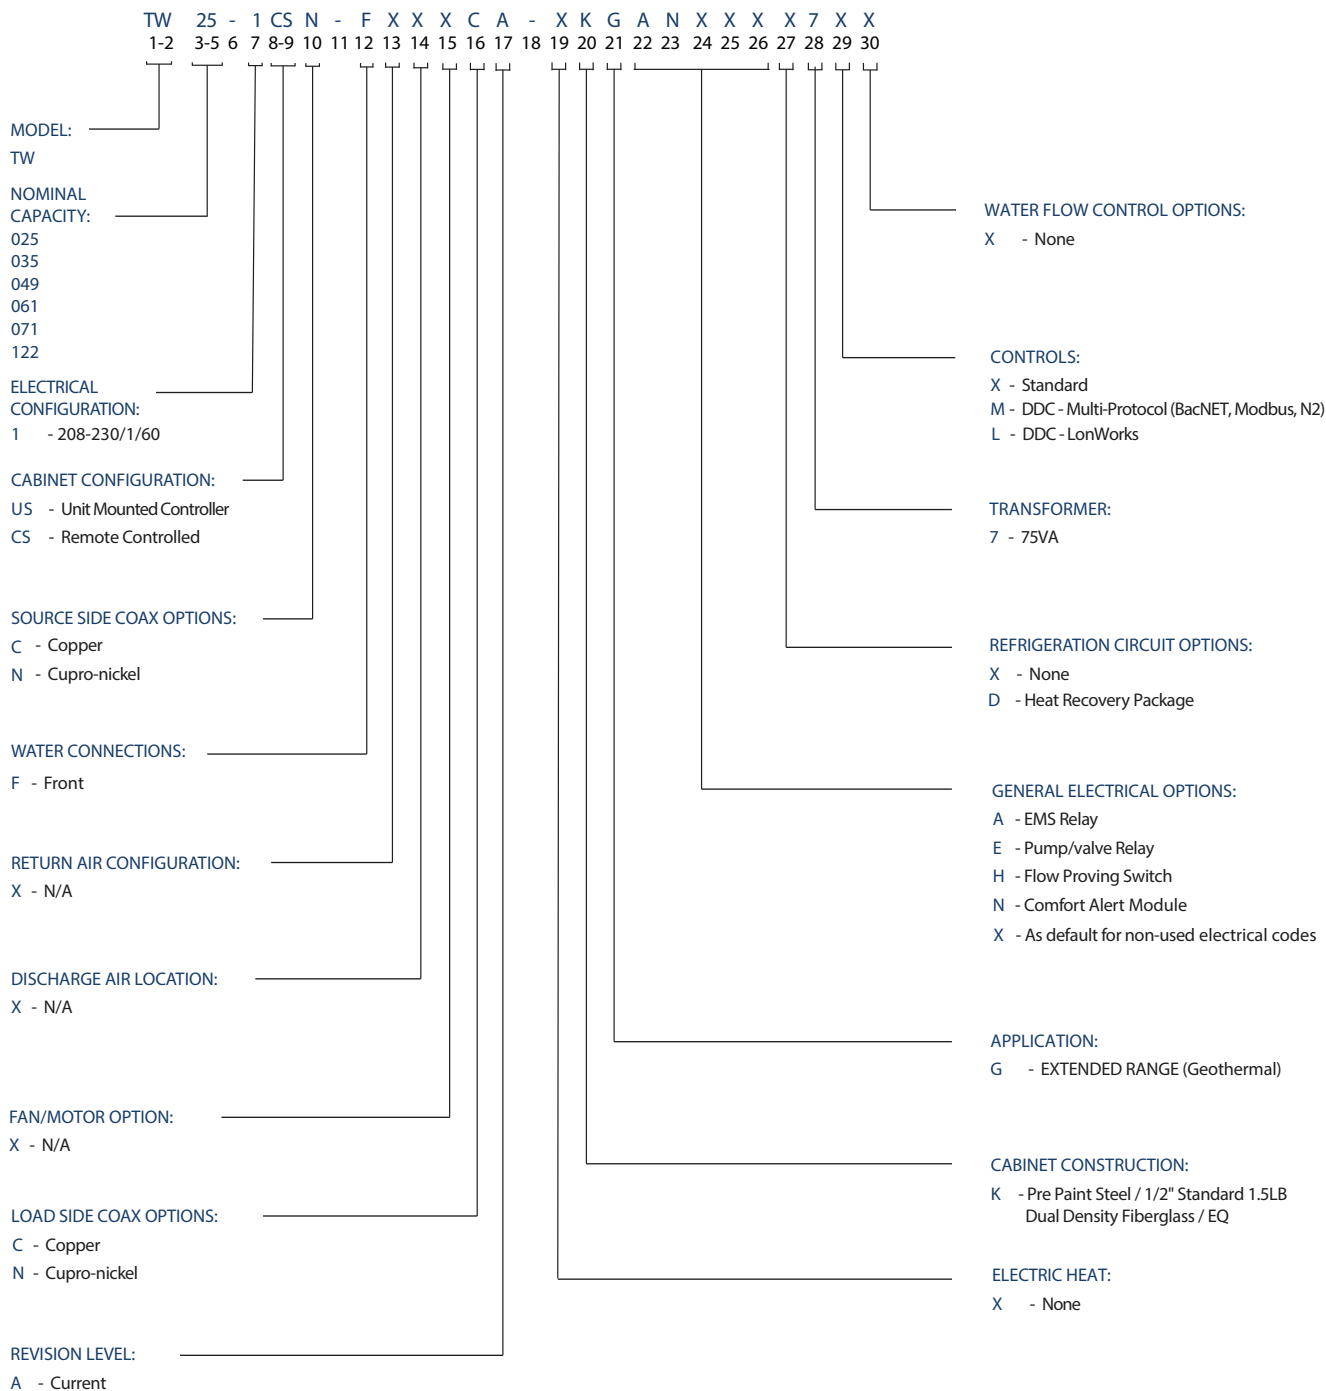 TW 25 - 1 CS N - F X X X C A - X K G A N X X X X 7 X X
1-2 3-5 6 7 8-9 10 11 12 13 14 15 16 17 18 19 20 21 22 23 24 25 26 27 28 29 30
MODEL:
TW
NOMINAL
CAPACITY:
025
035
049
061
071
122
ELECTRICAL
CONFIGURATION:
1 - 208-230/1/60
CABINET CONFIGURATION:
US - Unit Mounted Controller
CS - Remote Controlled
SOURCE SIDE COAX OPTIONS:
C - Copper
N - Cupro-nickel
WATER CONNECTIONS:
F - Front
RETURN AIR CONFIGURATION:
X - N/A
DISCHARGE AIR LOCATION:
X - N/A
FAN/MOTOR OPTION:
X - N/A
LOAD SIDE COAX OPTIONS:
C - Copper
N - Cupro-nickel
REVISION LEVEL:
A - Current
WATER FLOW CONTROL OPTIONS:
X - None
CONTROLS:
X - Standard
M - DDC - Multi-Protocol (BacNET, Modbus, N2)
L - DDC - LonWorks
TRANSFORMER:
7 - 75VA
REFRIGERATION CIRCUIT OPTIONS:
X - None
D - Heat Recovery Package
GENERAL ELECTRICAL OPTIONS:
A - EMS Relay
E - Pump/valve Relay
H - Flow Proving Switch
N - Comfort Alert Module
X - As default for non-used electrical codes
APPLICATION:
G - EXTENDED RANGE (Geothermal)
CABINET CONSTRUCTION:
K - Pre Paint Steel / 1/2" Standard 1.5LB
Dual Density Fiberglass / EQ
ELECTRIC HEAT:
X - None